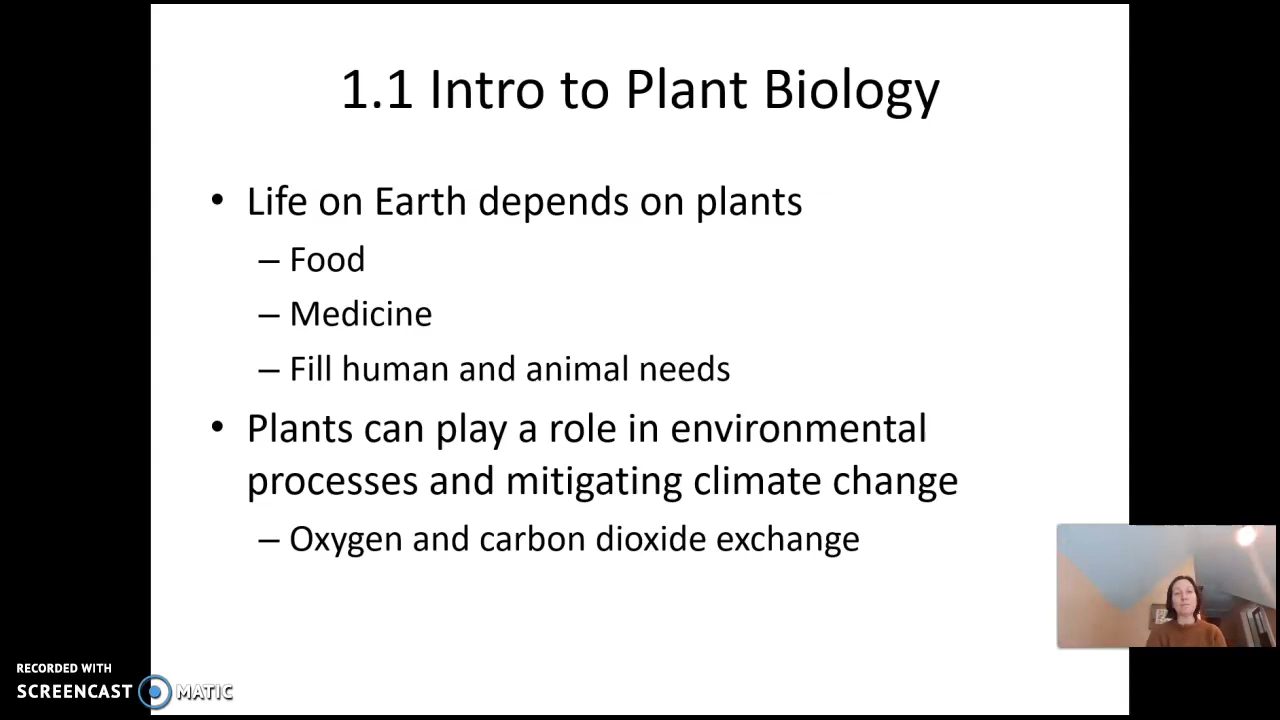 1.1 Intro to Plant Biology
• Life on Earth depends on plants
– Food
– Medicine
– Fill human and animal needs
• Plants can play a role in environmental
processes and mitigating climate change
– Oxygen and carbon dioxide exchange
RECORDED WITH
SCREENCAST MATIC